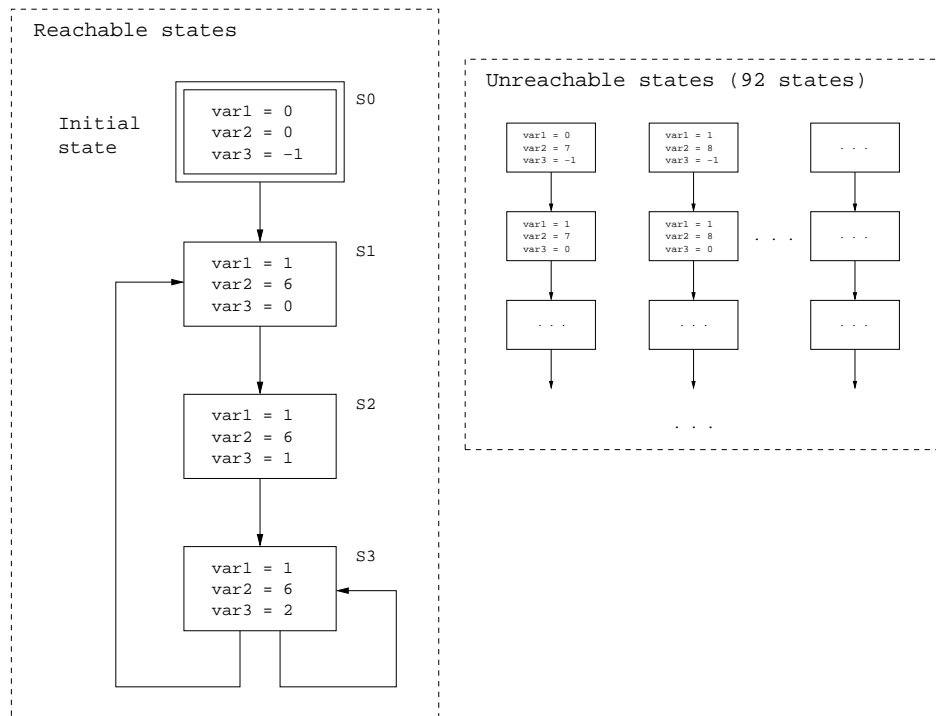 Reachable states
Initial
state
S0
var1 = 0
var2 = 0
var3 = −1
S1
var1 = 1
var2 = 6
var3 = 0
S2
var1 = 1
var2 = 6
var3 = 1
S3
var1 = 1
var2 = 6
var3 = 2
Unreachable states (92 states)
var1 = 0
var2 = 7
var3 = −1
var1 = 1
var2 = 8
var3 = −1
. . .
var1 = 1
var2 = 7
var3 = 0
var1 = 1
var2 = 8
var3 = 0
. . .
. . .
. . .
. . .
. . .
. . .